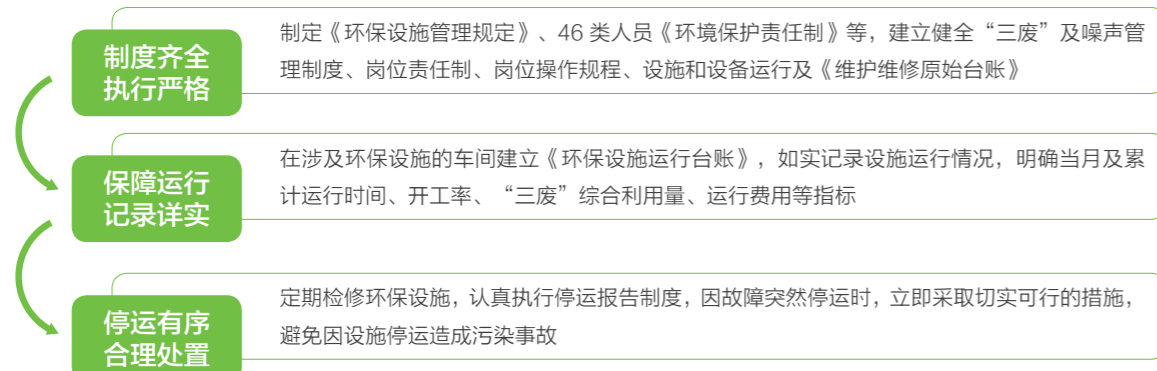 制度齐全
执行严格
制定《环保设施管理规定》、46 类人员《环境保护责任制》等，建立健全“三废”及噪声管
理制度、岗位责任制、岗位操作规程、设施和设备运行及《维护维修原始台账》
保障运行
记录详实
在涉及环保设施的车间建立《环保设施运行台账》，如实记录设施运行情况，明确当月及累
计运行时间、开工率、“三废”综合利用量、运行费用等指标
停运有序
合理处置
定期检修环保设施，认真执行停运报告制度，因故障突然停运时，立即采取切实可行的措施，
避免因设施停运造成污染事故